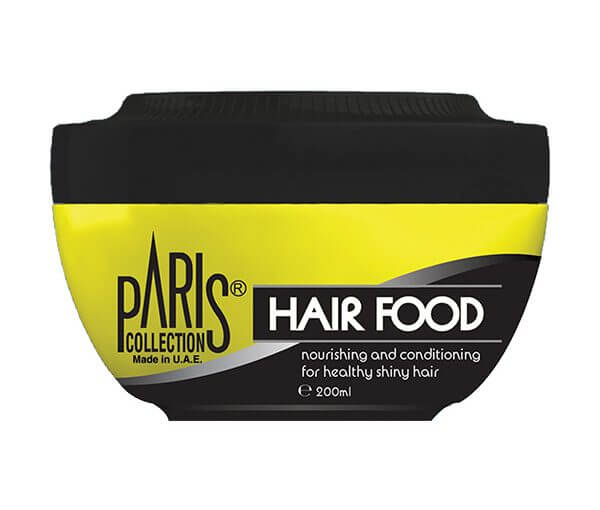 PARIS®
COLLECTION
Made in U.A.E.
HAIR FOOD
nourishing and conditioning
for healthy shiny hair
℮ 200ml